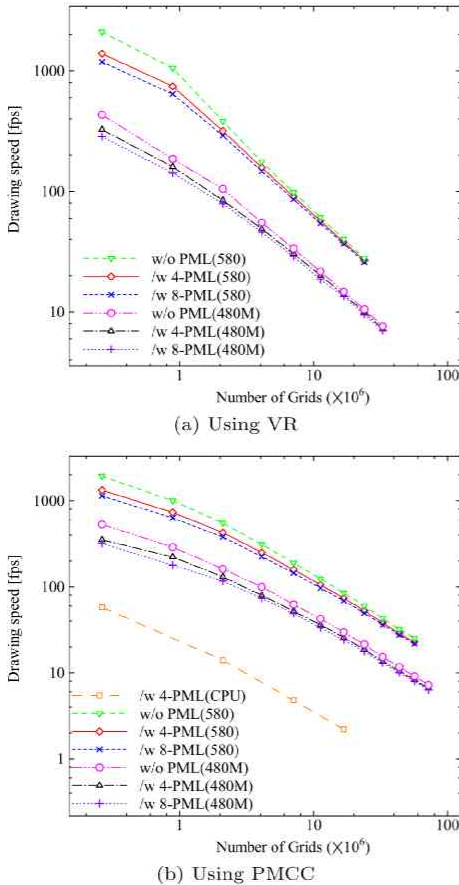 1000
100
10
Drawing speed [fps]
w/o PML(580)
/w 4-PML(580)
/w 8-PML(580)
w/o PML(480M)
/w 4-PML(480M)
/w 8-PML(480M)
1 10 100
Number of Grids (×10⁶)
(a) Using VR
1000
100
10
1
Drawing speed [fps]
/w 4-PML(CPU)
w/o PML(580)
/w 4-PML(580)
/w 8-PML(580)
w/o PML(480M)
/w 4-PML(480M)
/w 8-PML(480M)
1 10 100
Number of Grids (×10⁶)
(b) Using PMCC